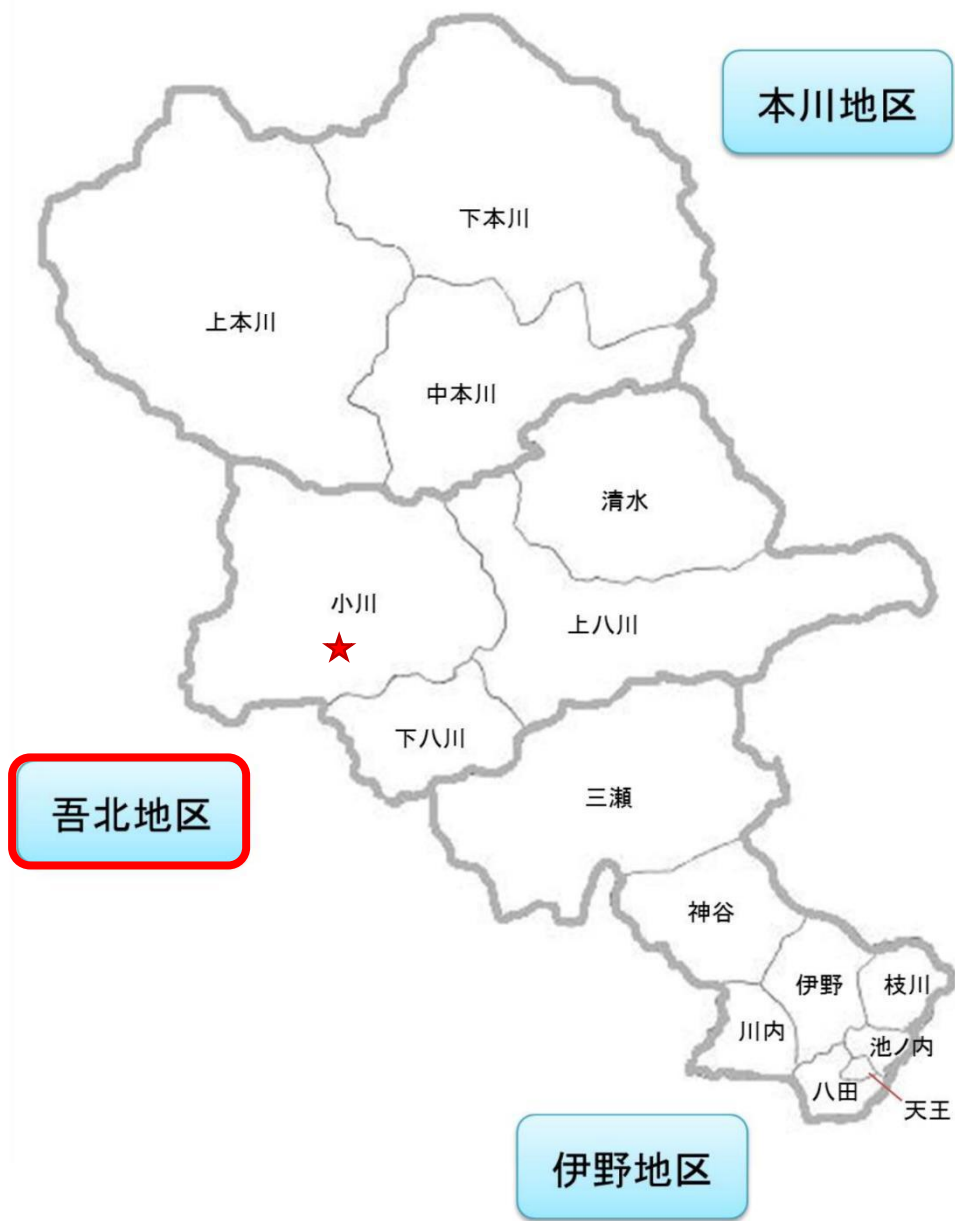 本川地区
下本川
上本川
中本川
清水
小川
上八川
下八川
吾北地区
三瀬
神谷
伊野
枝川
川内
池ノ内
八田
天王
伊野地区